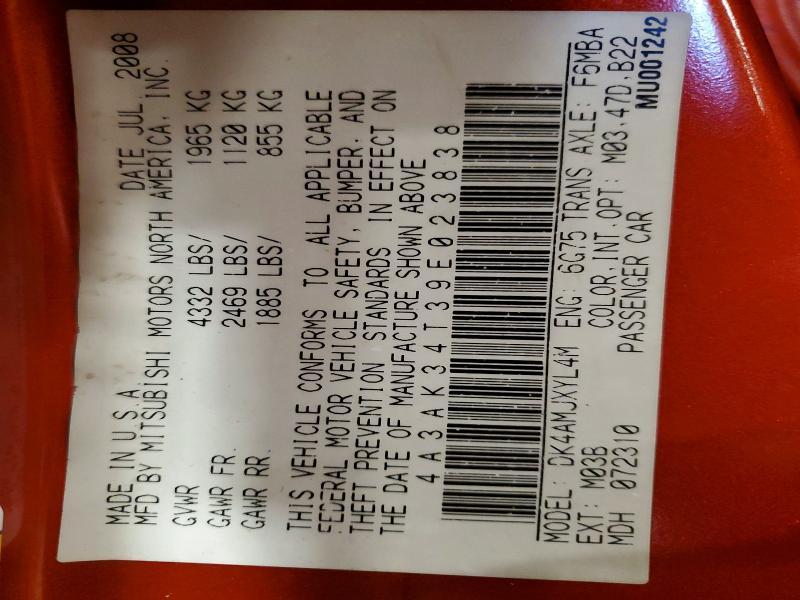 MADE IN U.S.A. DATE JUL, 2008
MFD BY MITSUBISHI MOTORS NORTH AMERICA, INC.
GVWR 4332 LBS/ 1965 KG
GAWR FR. 2469 LBS/ 1120 KG
GAWR RR. 1885 LBS/ 855 KG
THIS VEHICLE CONFORMS TO ALL APPLICABLE
FEDERAL MOTOR VEHICLE SAFETY, BUMPER, AND
THEFT PREVENTION STANDARDS IN EFFECT ON
THE DATE OF MANUFACTURE SHOWN ABOVE
4A3AK34T39E023838
MODEL: DK4AMJXYL4M ENG: 6G75 TRANS AXLE: F5MBA
EXT: M03B COLOR,INT,OPT: M03,47D,B22
MDH 072310 PASSENGER CAR MU001242